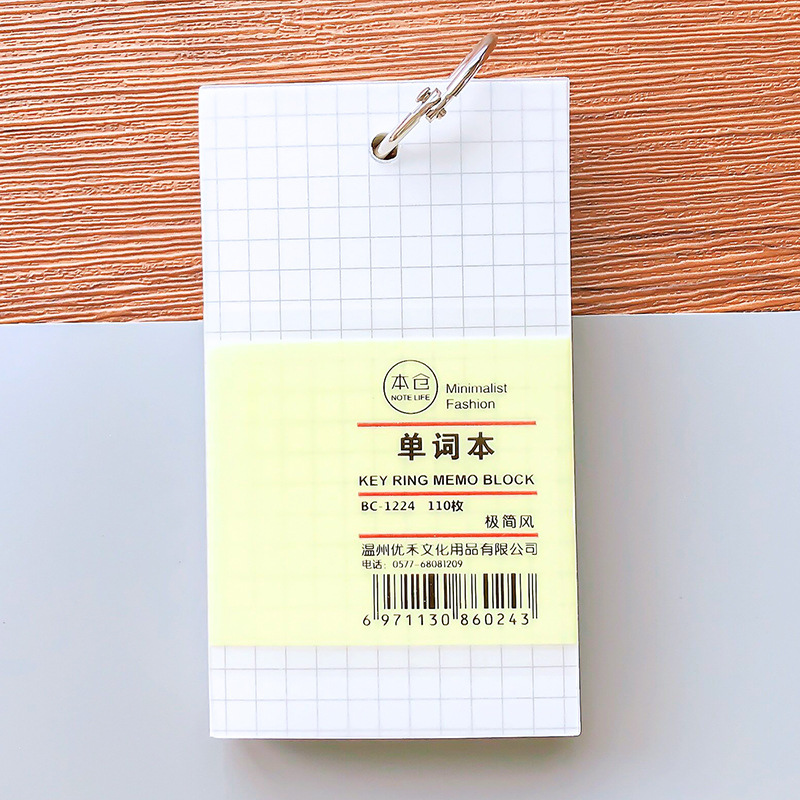 本仓
NOTE LIFE
Minimalist
Fashion
单词本
KEY RING MEMO BLOCK
BC-1224 110枚
极简风
温州优禾文化用品有限公司
电话：0577-68081209
6 971130 860243